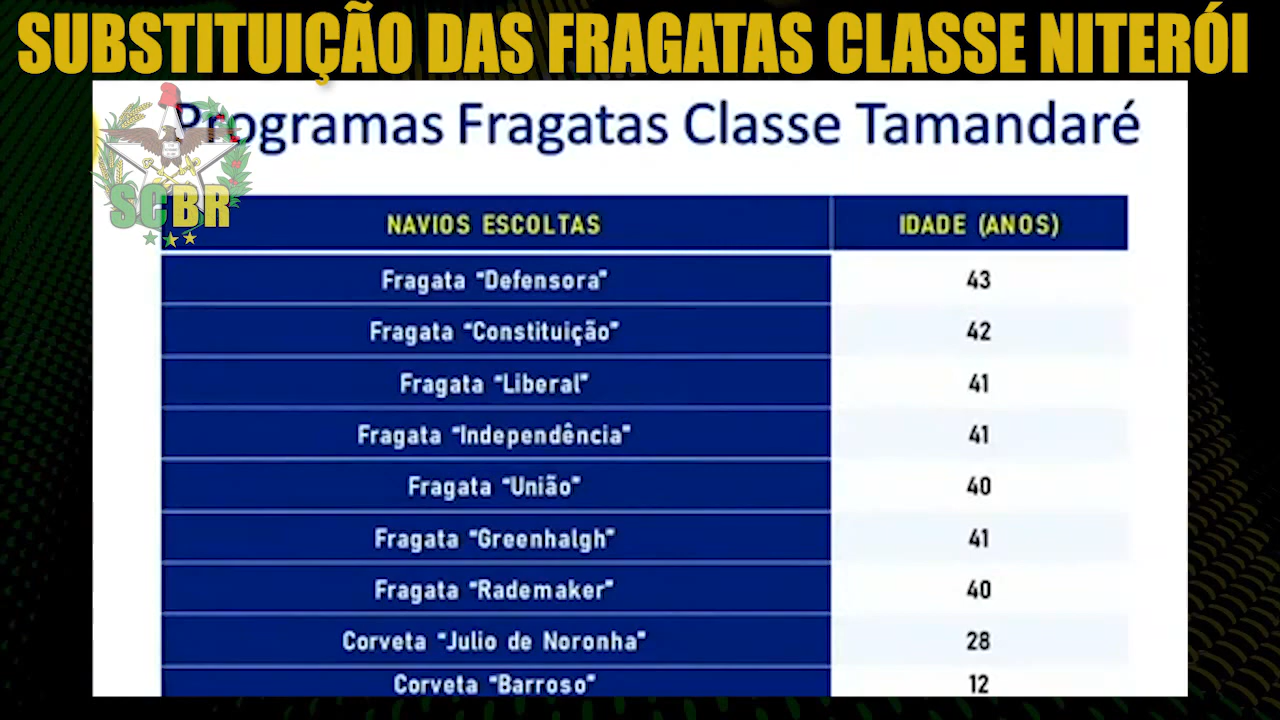 SUBSTITUIÇÃO DAS FRAGATAS CLASSE NITERÓI
Programas Fragatas Classe Tamandaré
SCBR
NAVIOS ESCOLTAS IDADE (ANOS)
Fragata "Defensora" 43
Fragata "Constituição" 42
Fragata "Liberal" 41
Fragata "Independência" 41
Fragata "União" 40
Fragata "Greenhalgh" 41
Fragata "Rademaker" 40
Corveta "Julio de Noronha" 28
Corveta "Barroso" 12